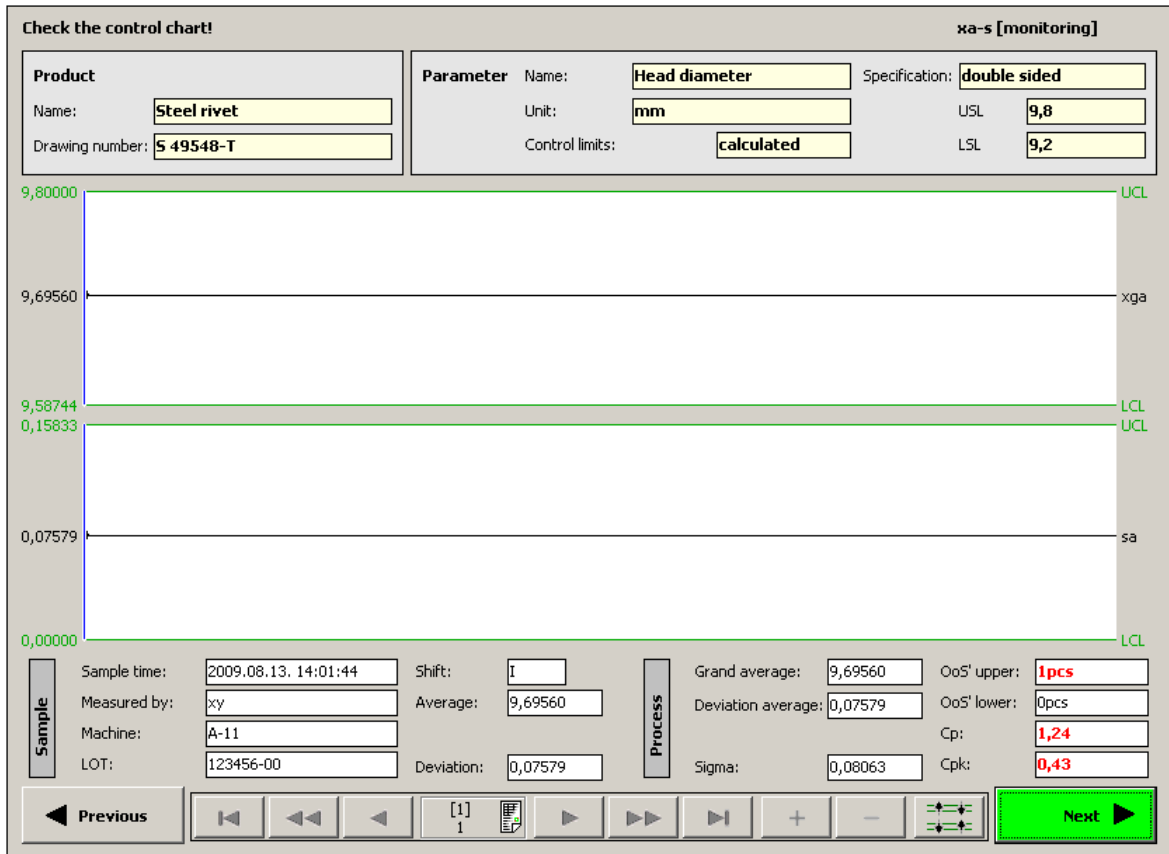 Check the control chart! xa-s [monitoring]
Product Parameter Name: Head diameter Specification: double sided
Name: Steel rivet Unit: mm USL 9,8
Drawing number: S 49548-T Control limits: calculated LSL 9,2
9,80000 UCL
9,69560 xga
9,58744 LCL
0,15833 UCL
0,07579 sa
0,00000 LCL
Sample Sample time: 2009.08.13. 14:01:44 Shift: I Process Grand average: 9,69560 OoS' upper: 1pcs
Measured by: xy Average: 9,69560 Deviation average: 0,07579 OoS' lower: 0pcs
Machine: A-11 Cp: 1,24
LOT: 123456-00 Deviation: 0,07579 Sigma: 0,08063 Cpk: 0,43
Previous [1] Next
1